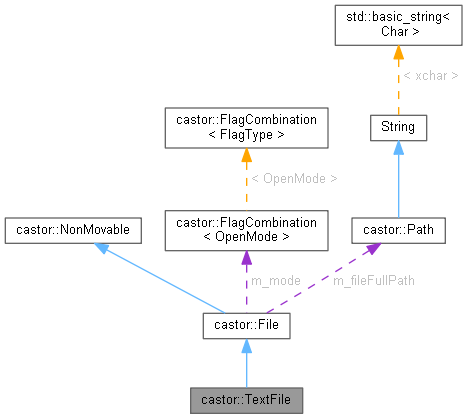 std::basic_string<
Char >
< xchar >
castor::FlagCombination
< FlagType >
String
< OpenMode >
castor::NonMovable
castor::FlagCombination
< OpenMode >
castor::Path
m_mode
m_fileFullPath
castor::File
castor::TextFile